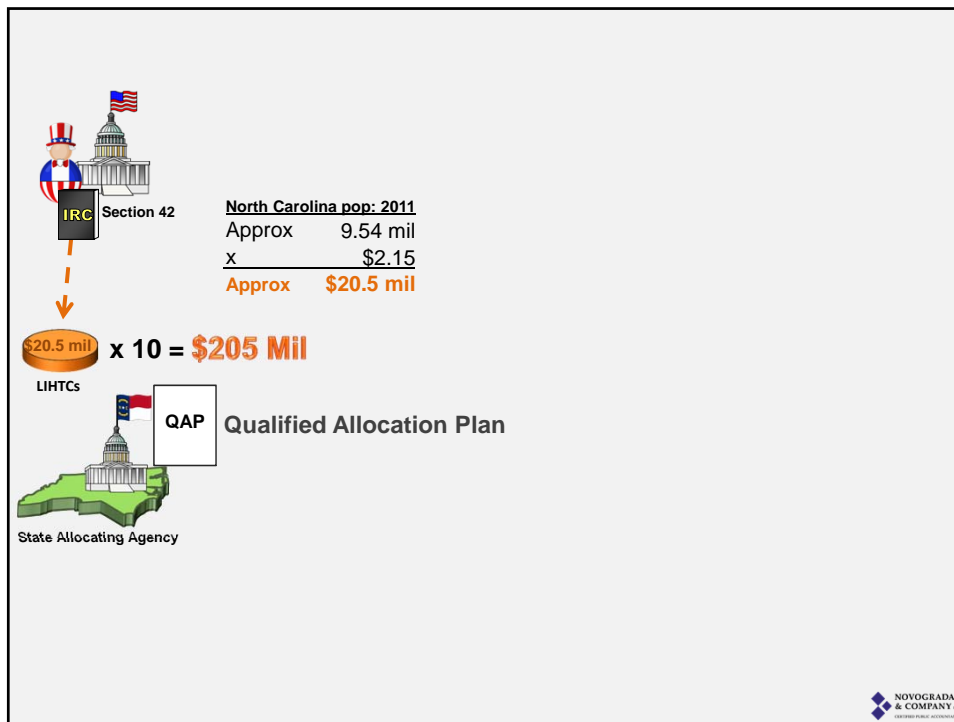 IRC
Section 42
North Carolina pop: 2011
Approx 9.54 mil
x $2.15
Approx $20.5 mil
$20.5 mil x 10 = $205 Mil
LIHTCs
QAP
Qualified Allocation Plan
State Allocating Agency
& COMPANY